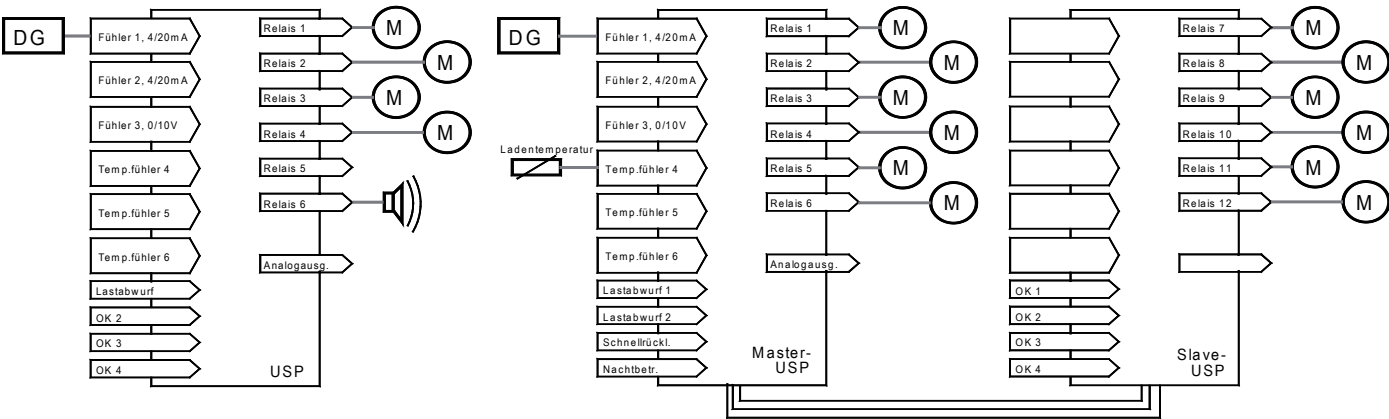 DG
Fühler 1, 4/20mA
Fühler 2, 4/20mA
Fühler 3, 0/10V
Temp.fühler 4
Temp.fühler 5
Temp.fühler 6
Lastabwurf
OK 2
OK 3
OK 4
Relais 1
M
Relais 2
M
Relais 3
M
Relais 4
M
Relais 5
Relais 6
Analogausg.
USP
DG
Ladentemperatur
Fühler 1, 4/20mA
Fühler 2, 4/20mA
Fühler 3, 0/10V
Temp.fühler 4
Temp.fühler 5
Temp.fühler 6
Lastabwurf 1
Lastabwurf 2
Schnellrückl.
Nachtbetr.
Relais 1
M
Relais 2
M
Relais 3
M
Relais 4
M
Relais 5
M
Relais 6
M
Analogausg.
Master-
USP
OK 1
OK 2
OK 3
OK 4
Relais 7
M
Relais 8
M
Relais 9
M
Relais 10
M
Relais 11
M
Relais 12
M
Slave-
USP